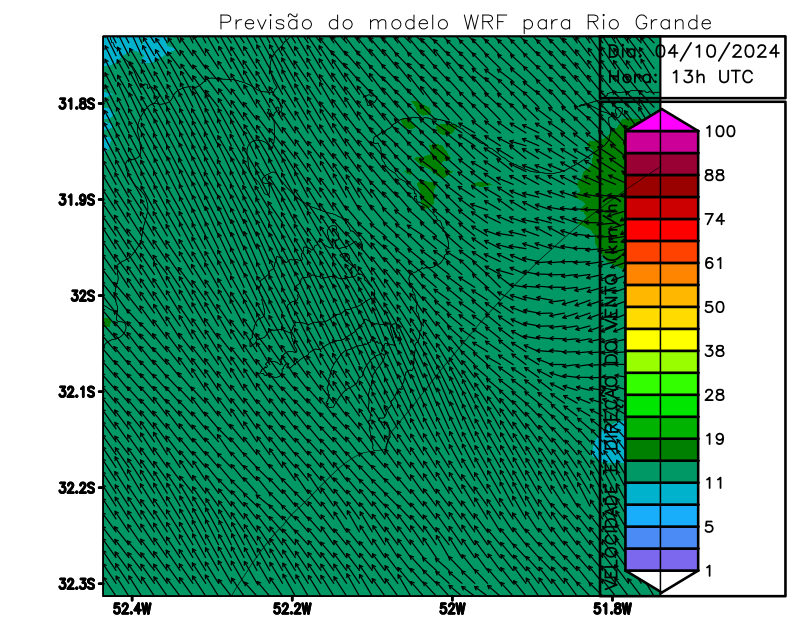 Previsão do modelo WRF para Rio Grande
Dia: 04/10/2024
Hora: 13h UTC
31.8S
31.9S
32S
32.1S
32.2S
32.3S
52.4W
52.2W
52W
51.8W
VELOCIDADE E DIREÇÃO DO VENTO (km/h)
100
88
74
61
50
38
28
19
11
5
1